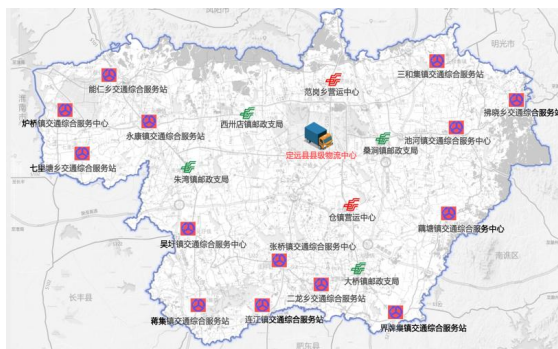 明光市
三和集镇交通综合服务站
能仁乡交通综合服务站
范岗乡营运中心
拂晓乡交通综合服务站
炉桥镇交通综合服务中心
西卅店镇邮政支局
永康镇交通综合服务站
池河镇交通综合服务中心
桑涧镇邮政支局
定远县县级物流中心
七里塘乡交通综合服务站
朱湾镇邮政支局
仓镇营运中心
藕塘镇交通综合服务中心
吴圩镇交通综合服务中心
张桥镇交通综合服务站
南谯区
大桥镇邮政支局
二龙乡交通综合服务站
长丰县
蒋集镇交通综合服务站
连江镇交通综合服务站
界牌集镇交通综合服务站
肥东县